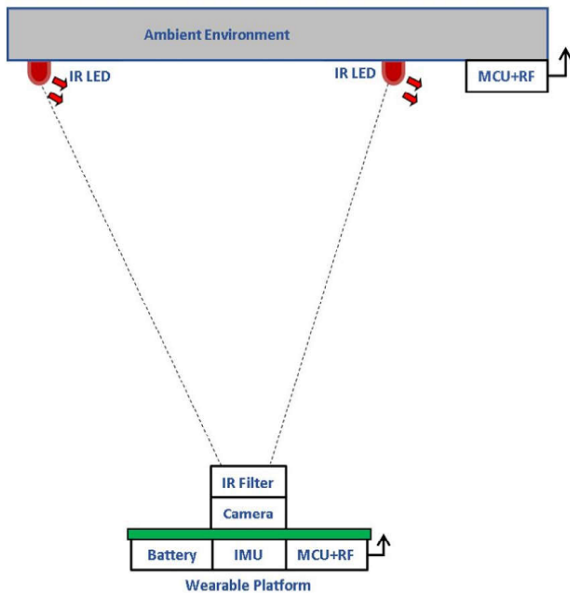 Ambient Environment
IR LED
IR LED
MCU+RF
IR Filter
Camera
Battery
IMU
MCU+RF
Wearable Platform